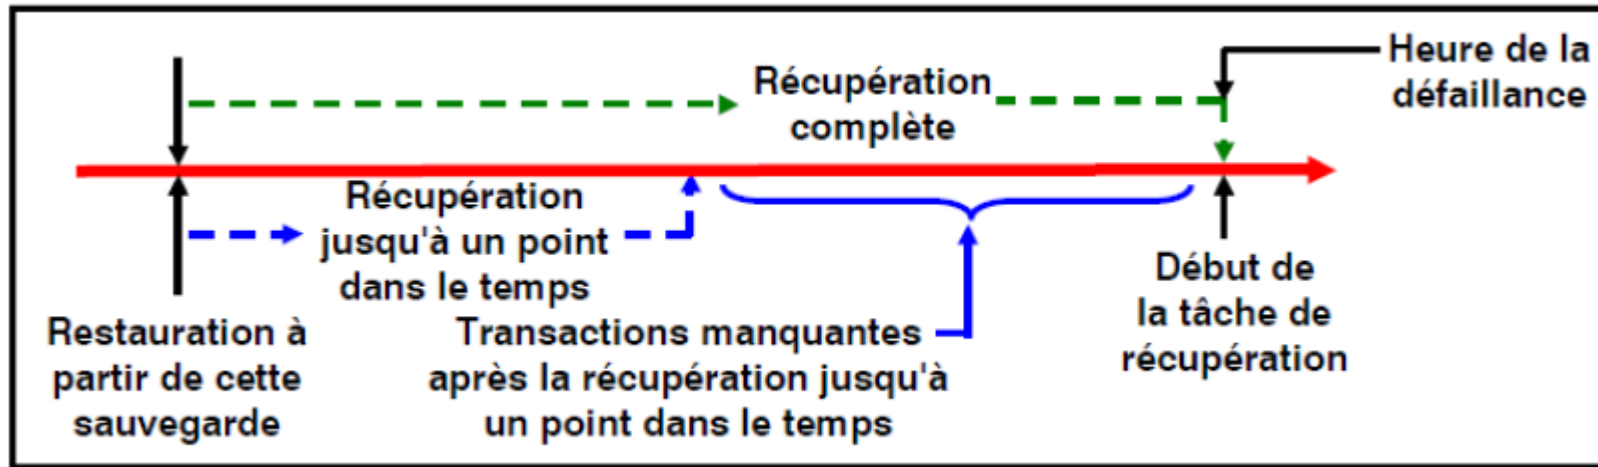 Heure de la
défaillance
Récupération
complète
Récupération
jusqu'à un point
dans le temps
Restauration à
partir de cette
sauvegarde
Transactions manquantes
après la récupération jusqu'à
un point dans le temps
Début de
la tâche de
récupération